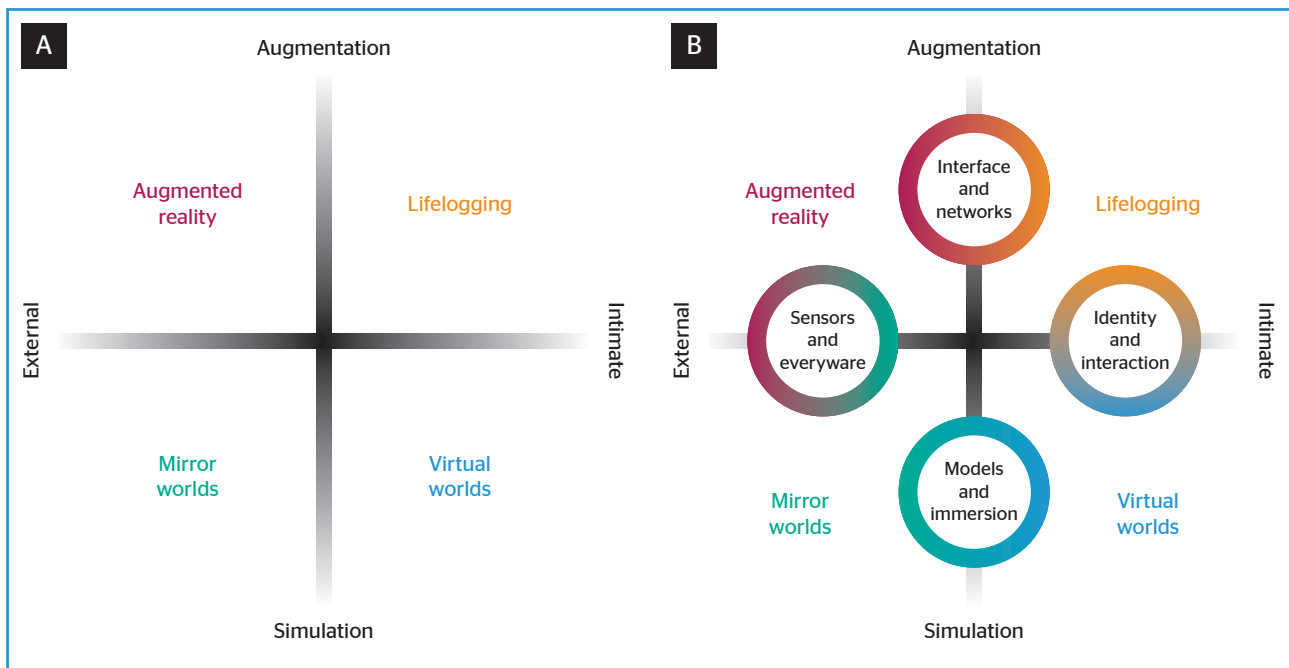 A
Augmentation
Augmented
reality
Lifelogging
External
Intimate
Mirror
worlds
Virtual
worlds
Simulation
B
Augmentation
Interface
and
networks
Augmented
reality
Lifelogging
External
Sensors
and
everyware
Identity
and
interaction
Intimate
Models
and
immersion
Mirror
worlds
Virtual
worlds
Simulation